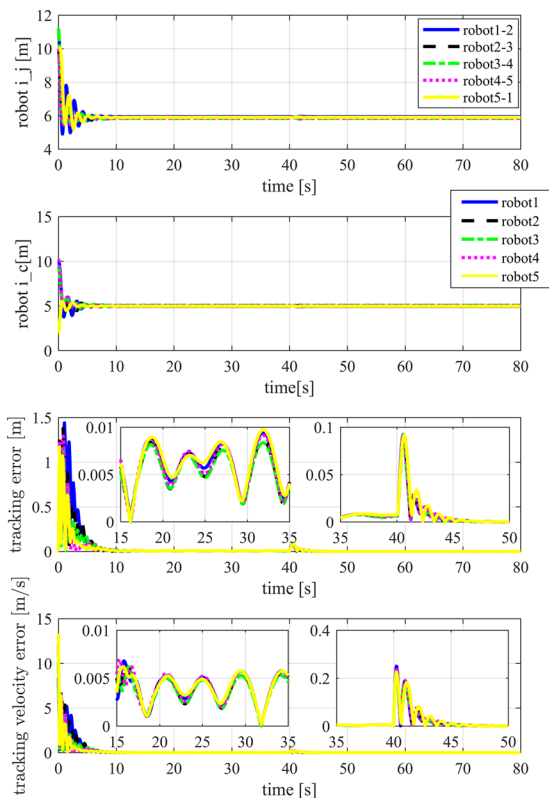 12
10
8
6
4
robot i_j [m]
0 10 20 30 40 50 60 70 80
time [s]
robot1-2
robot2-3
robot3-4
robot4-5
robot5-1
15
10
5
0
robot i_c[m]
0 10 20 30 40 50 60 70 80
time[s]
robot1
robot2
robot3
robot4
robot5
1.5
1
0.5
0
tracking error [m]
0 10 20 30 40 50 60 70 80
time [s]
0.01
0.005
0
15 20 25 30 35
0.1
0.05
0
35 40 45 50
15
10
5
0
tracking velocity error [m/s]
0 10 20 30 40 50 60 70 80
time [s]
0.01
0.005
0
15 23 28 33 35
0.4
0.2
0
35 40 45 50